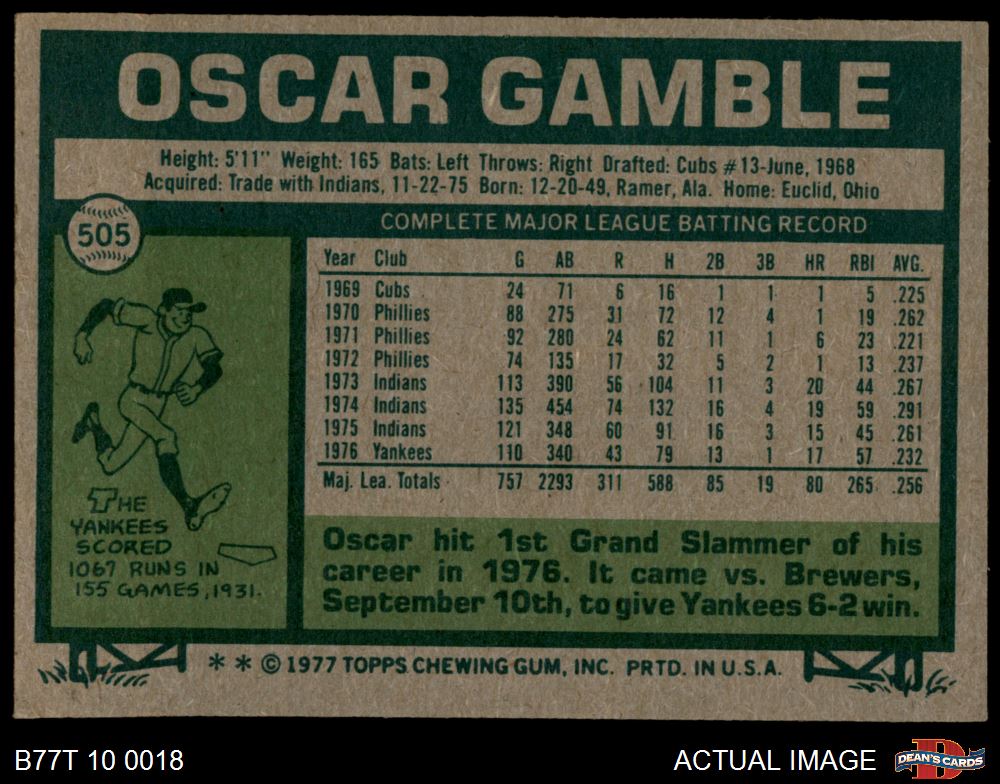 OSCAR GAMBLE
Height: 5'11" Weight: 165 Bats: Left Throws: Right Drafted: Cubs #13-June, 1968
Acquired: Trade with Indians, 11-22-75 Born: 12-20-49, Ramer, Ala. Home: Euclid, Ohio
505
COMPLETE MAJOR LEAGUE BATTING RECORD
Year Club G AB R H 2B 3B HR RBI AVG.
1969 Cubs 24 71 6 16 1 1 1 5 .225
1970 Phillies 88 275 31 72 12 4 1 19 .262
1971 Phillies 92 280 24 62 11 1 6 23 .221
1972 Phillies 74 135 17 32 5 2 1 13 .237
1973 Indians 113 390 56 104 11 3 20 44 .267
1974 Indians 135 454 74 132 16 4 19 59 .291
1975 Indians 121 348 60 91 16 3 15 45 .261
1976 Yankees 110 340 43 79 13 1 17 57 .232
Maj. Lea. Totals 757 2293 311 588 85 19 80 265 .256
THE
YANKEES
SCORED
1067 RUNS IN
155 GAMES, 1931.
Oscar hit 1st Grand Slammer of his
career in 1976. It came vs. Brewers,
September 10th, to give Yankees 6-2 win.
* * © 1977 TOPPS CHEWING GUM, INC. PRTD. IN U.S.A.
B77T 10 0018
ACTUAL IMAGE
D
DEAN'S CARDS